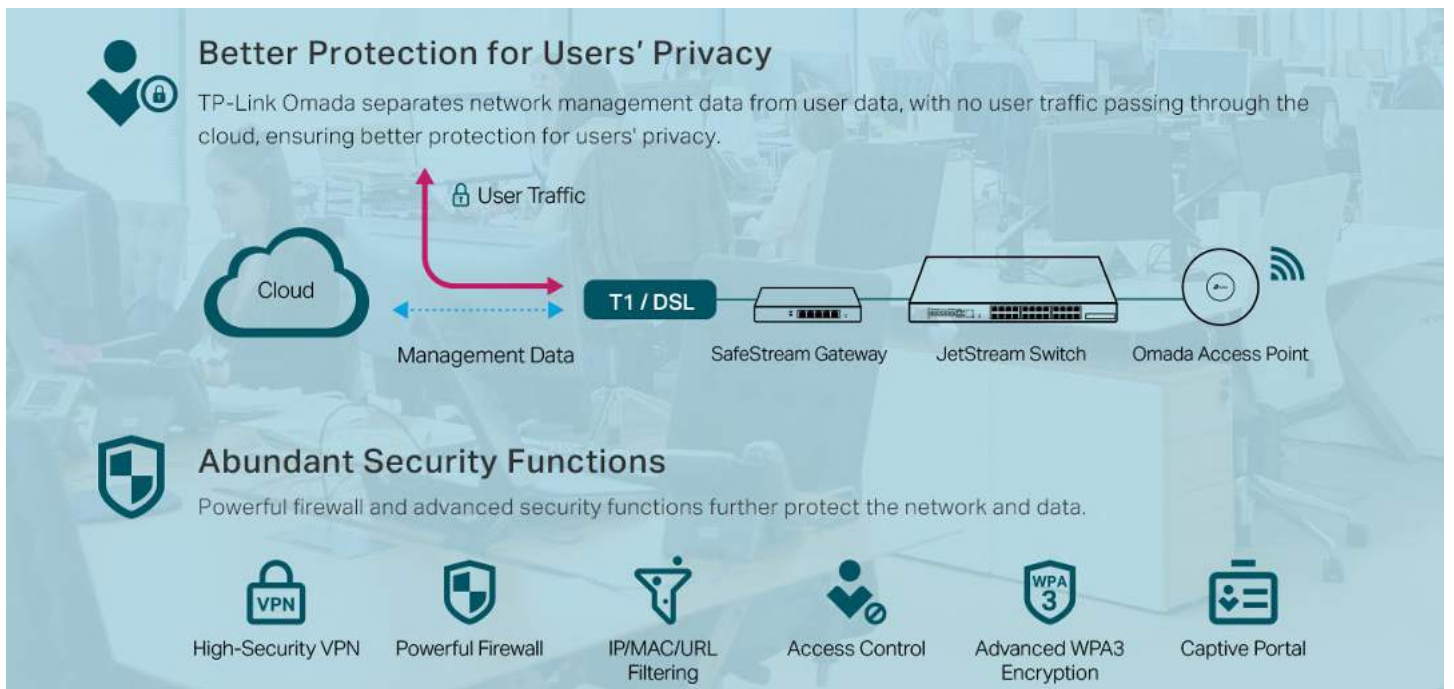 Better Protection for Users' Privacy
TP-Link Omada separates network management data from user data, with no user traffic passing through the
cloud, ensuring better protection for users' privacy.
User Traffic
Cloud
T1 / DSL
Management Data
SafeStream Gateway
JetStream Switch
Omada Access Point
Abundant Security Functions
Powerful firewall and advanced security functions further protect the network and data.
VPN
WPA
3
High-Security VPN
Powerful Firewall
IP/MAC/URL
Filtering
Access Control
Advanced WPA3
Encryption
Captive Portal